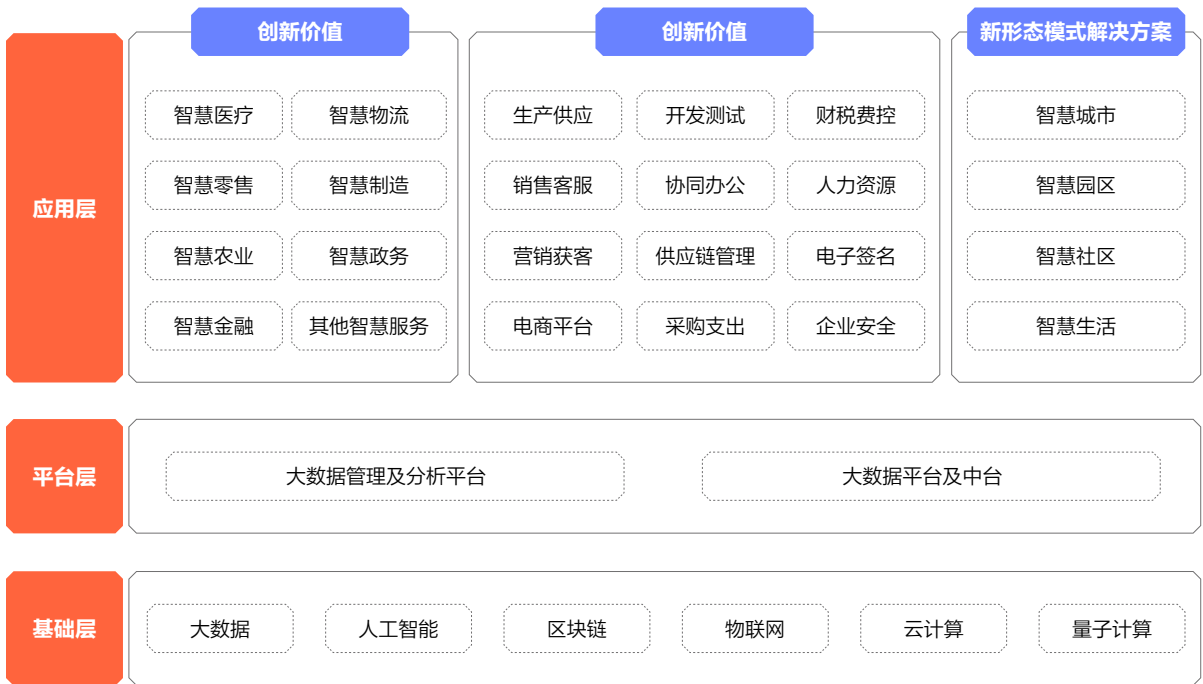 创新价值
创新价值
新形态模式解决方案
应用层
智慧医疗
智慧物流
智慧零售
智慧制造
智慧农业
智慧政务
智慧金融
其他智慧服务
生产供应
开发测试
财税费控
销售客服
协同办公
人力资源
营销获客
供应链管理
电子签名
电商平台
采购支出
企业安全
智慧城市
智慧园区
智慧社区
智慧生活
平台层
大数据管理及分析平台
大数据平台及中台
基础层
大数据
人工智能
区块链
物联网
云计算
量子计算